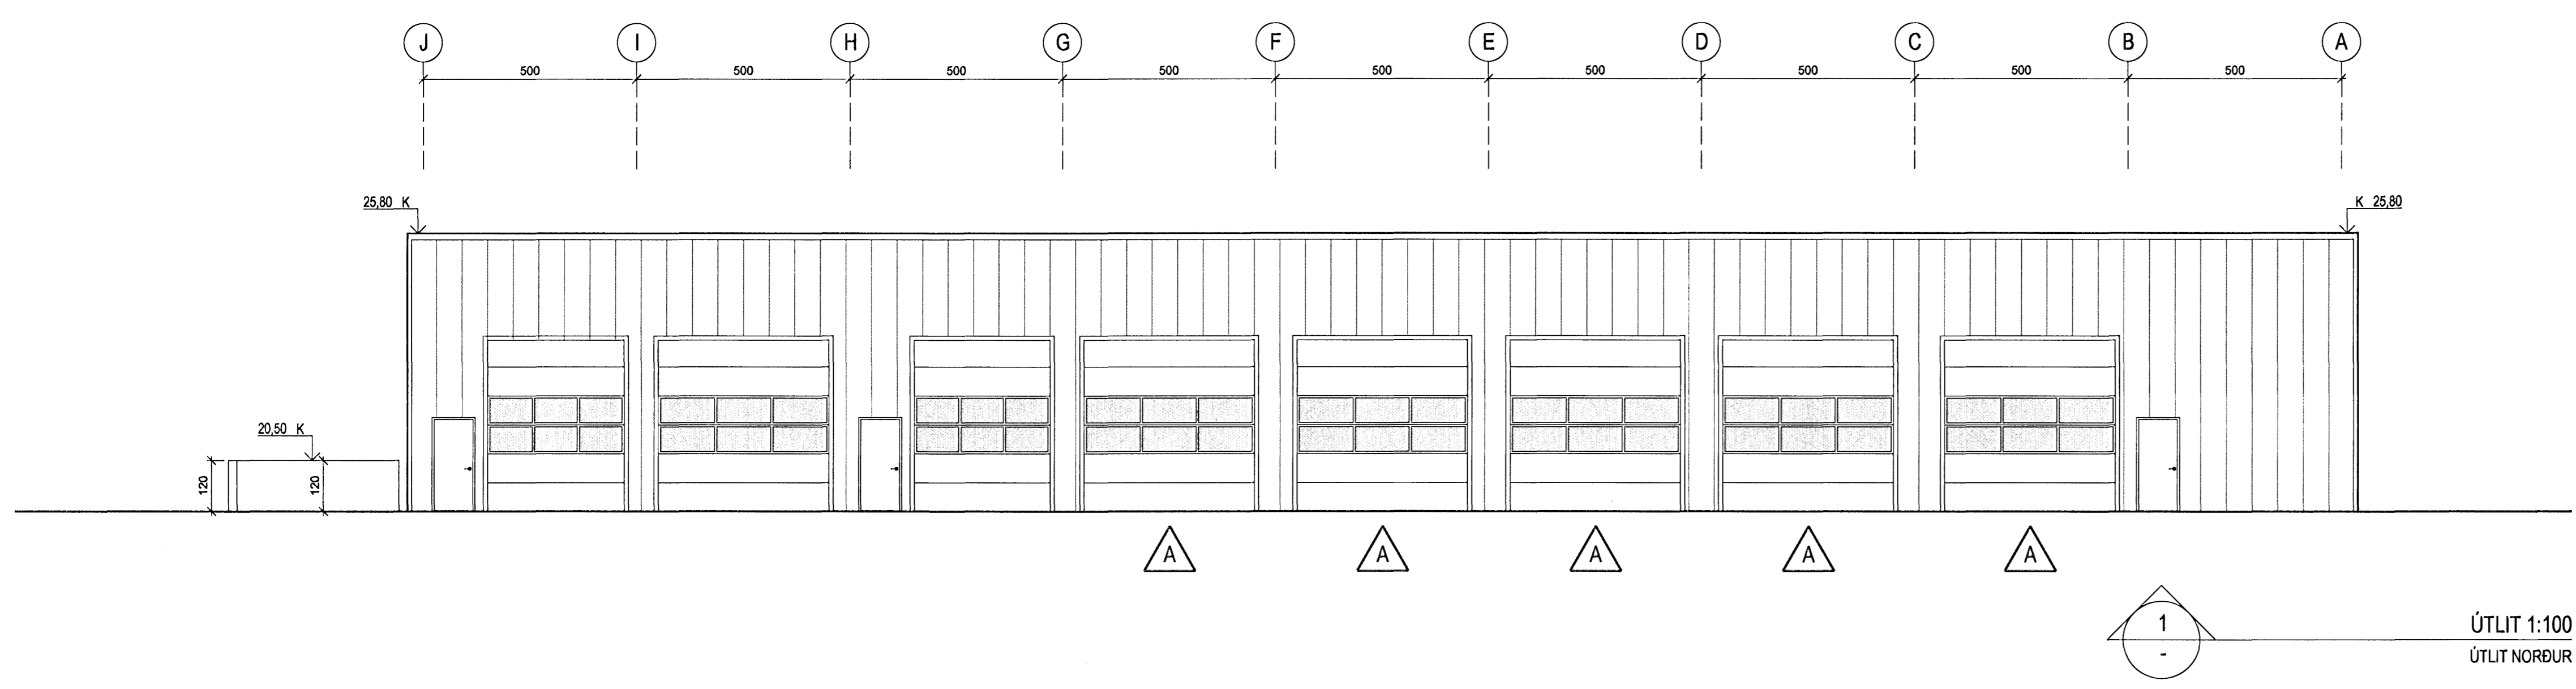 J I H G F E D C B A
500 500 500 500 500 500 500 500 500
25,80 K
K 25,80
20,50 K
120
120
A A A A A
1
-
ÚTLIT 1:100
ÚTLIT NORÐUR